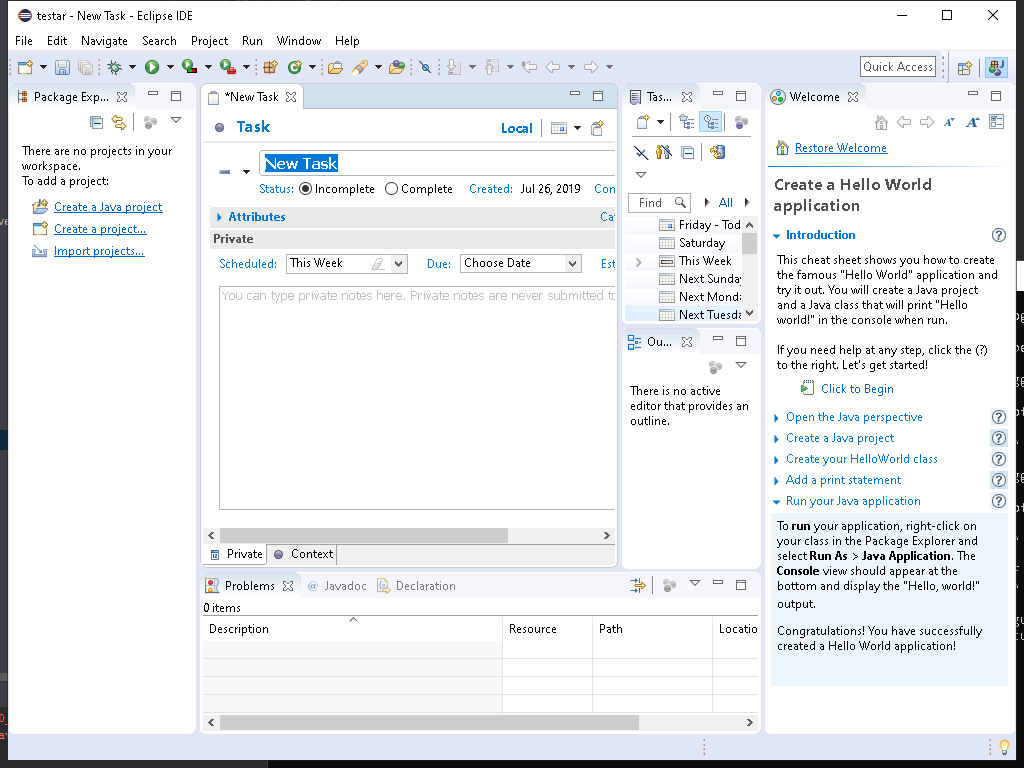 testar - New Task - Eclipse IDE
File Edit Navigate Search Project Run Window Help
Quick Access
Package Exp...
There are no projects in your
workspace.
To add a project:
Create a Java project
Create a project...
Import projects...
*New Task
Task
Local
New Task
Status: Incomplete Complete Created: Jul 26, 2019 Con
Attributes
Ca
Private
Scheduled: This Week Due: Choose Date Est
You can type private notes here. Private notes are never submitted to
Private Context
Tas...
Find All
Friday - Tod
Saturday
This Week
Next Sunday
Next Mond
Next Tuesda
Ou...
There is no active
editor that provides an
outline.
Problems @ Javadoc Declaration
0 items
Description Resource Path Locatio
Welcome
Restore Welcome
Create a Hello World
application
Introduction
This cheat sheet shows you how to create
the famous "Hello World" application and
try it out. You will create a Java project
and a Java class that will print "Hello
world!" in the console when run.
If you need help at any step, click the (?)
to the right. Let's get started!
Click to Begin
Open the Java perspective
Create a Java project
Create your HelloWorld class
Add a print statement
Run your Java application
To run your application, right-click on
your class in the Package Explorer and
select Run As > Java Application. The
Console view should appear at the
bottom and display the "Hello, world!"
output.
Congratulations! You have successfully
created a Hello World application!